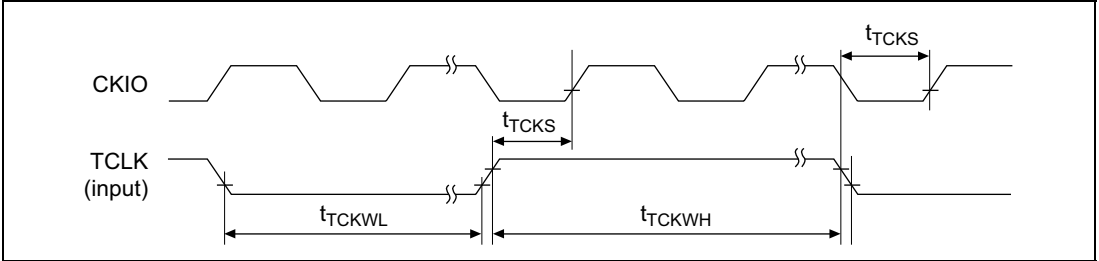 tTCKS
CKIO
tTCKS
TCLK
(input)
tTCKWL
tTCKWH